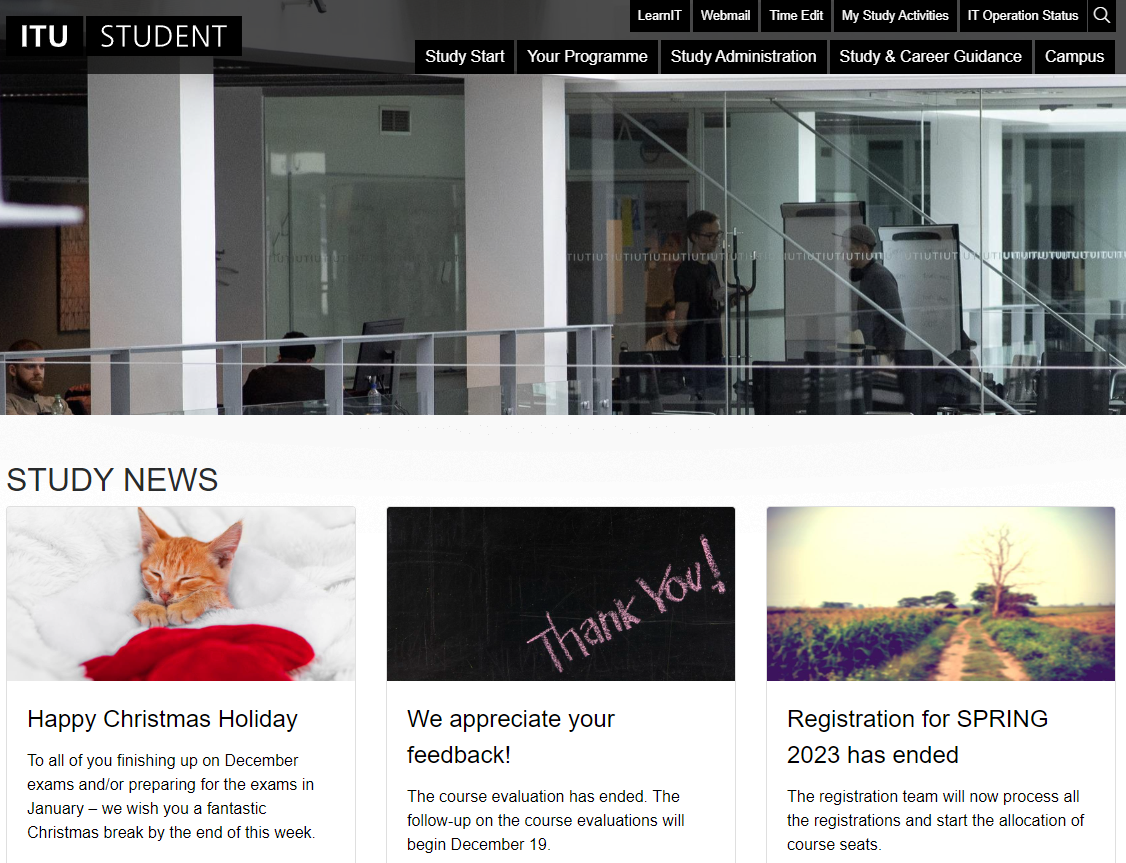 ITU STUDENT
LearnIT Webmail Time Edit My Study Activities IT Operation Status
Study Start Your Programme Study Administration Study & Career Guidance Campus
STUDY NEWS
Thank You!
Happy Christmas Holiday
To all of you finishing up on December
exams and/or preparing for the exams in
January – we wish you a fantastic
Christmas break by the end of this week.
We appreciate your
feedback!
The course evaluation has ended. The
follow-up on the course evaluations will
begin December 19.
Registration for SPRING
2023 has ended
The registration team will now process all
the registrations and start the allocation of
course seats.